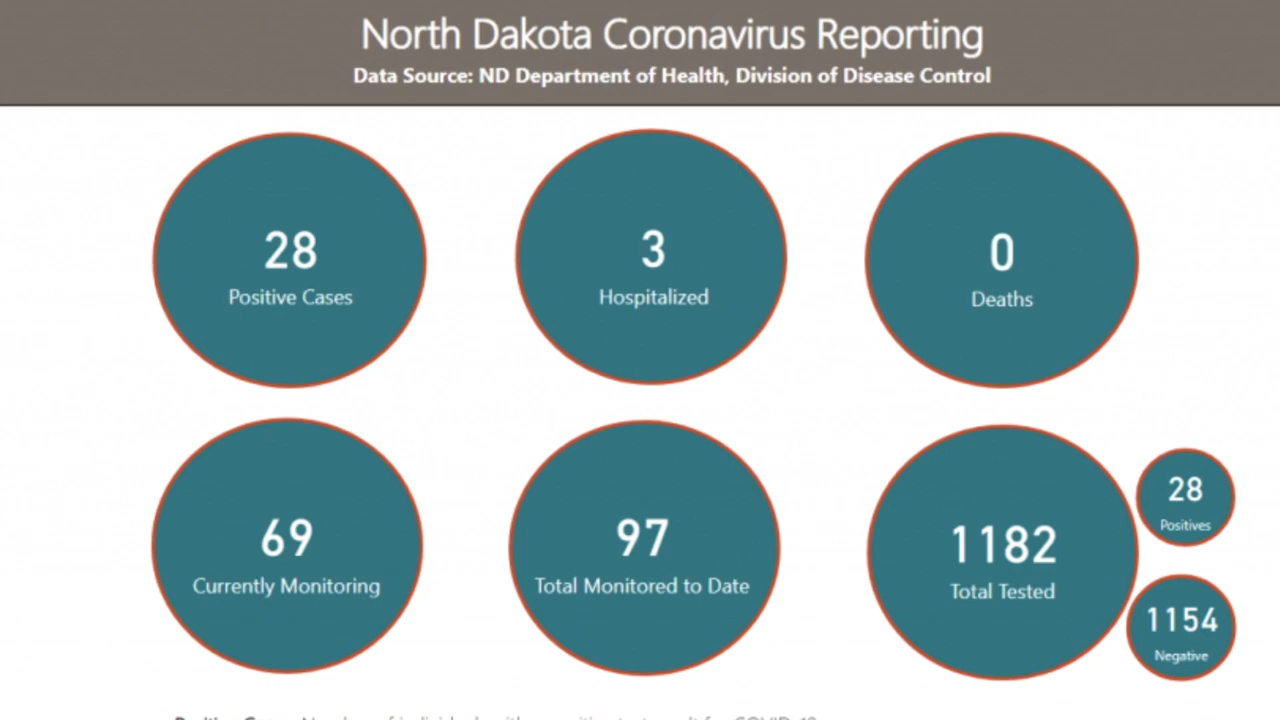 North Dakota Coronavirus Reporting
Data Source: ND Department of Health, Division of Disease Control
28
Positive Cases
3
Hospitalized
0
Deaths
69
Currently Monitoring
97
Total Monitored to Date
1182
Total Tested
28
Positives
1154
Negative